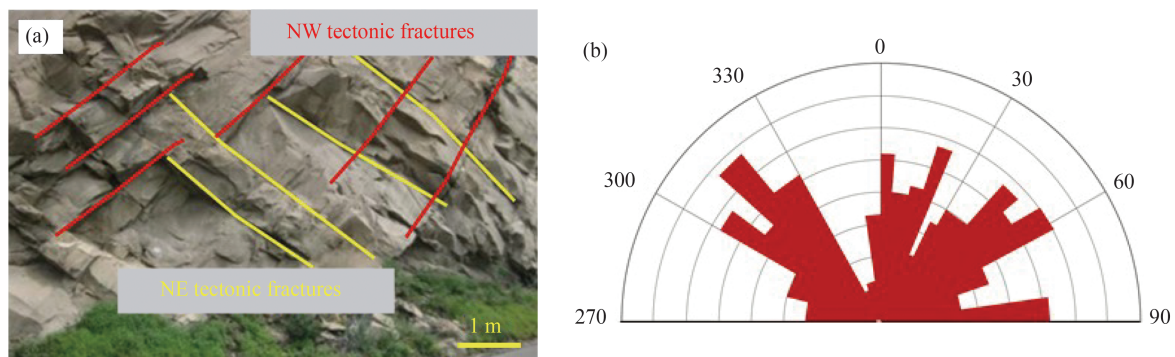 (a)
NW tectonic fractures
NE tectonic fractures
1 m
(b)
0
330
30
300
60
270
90